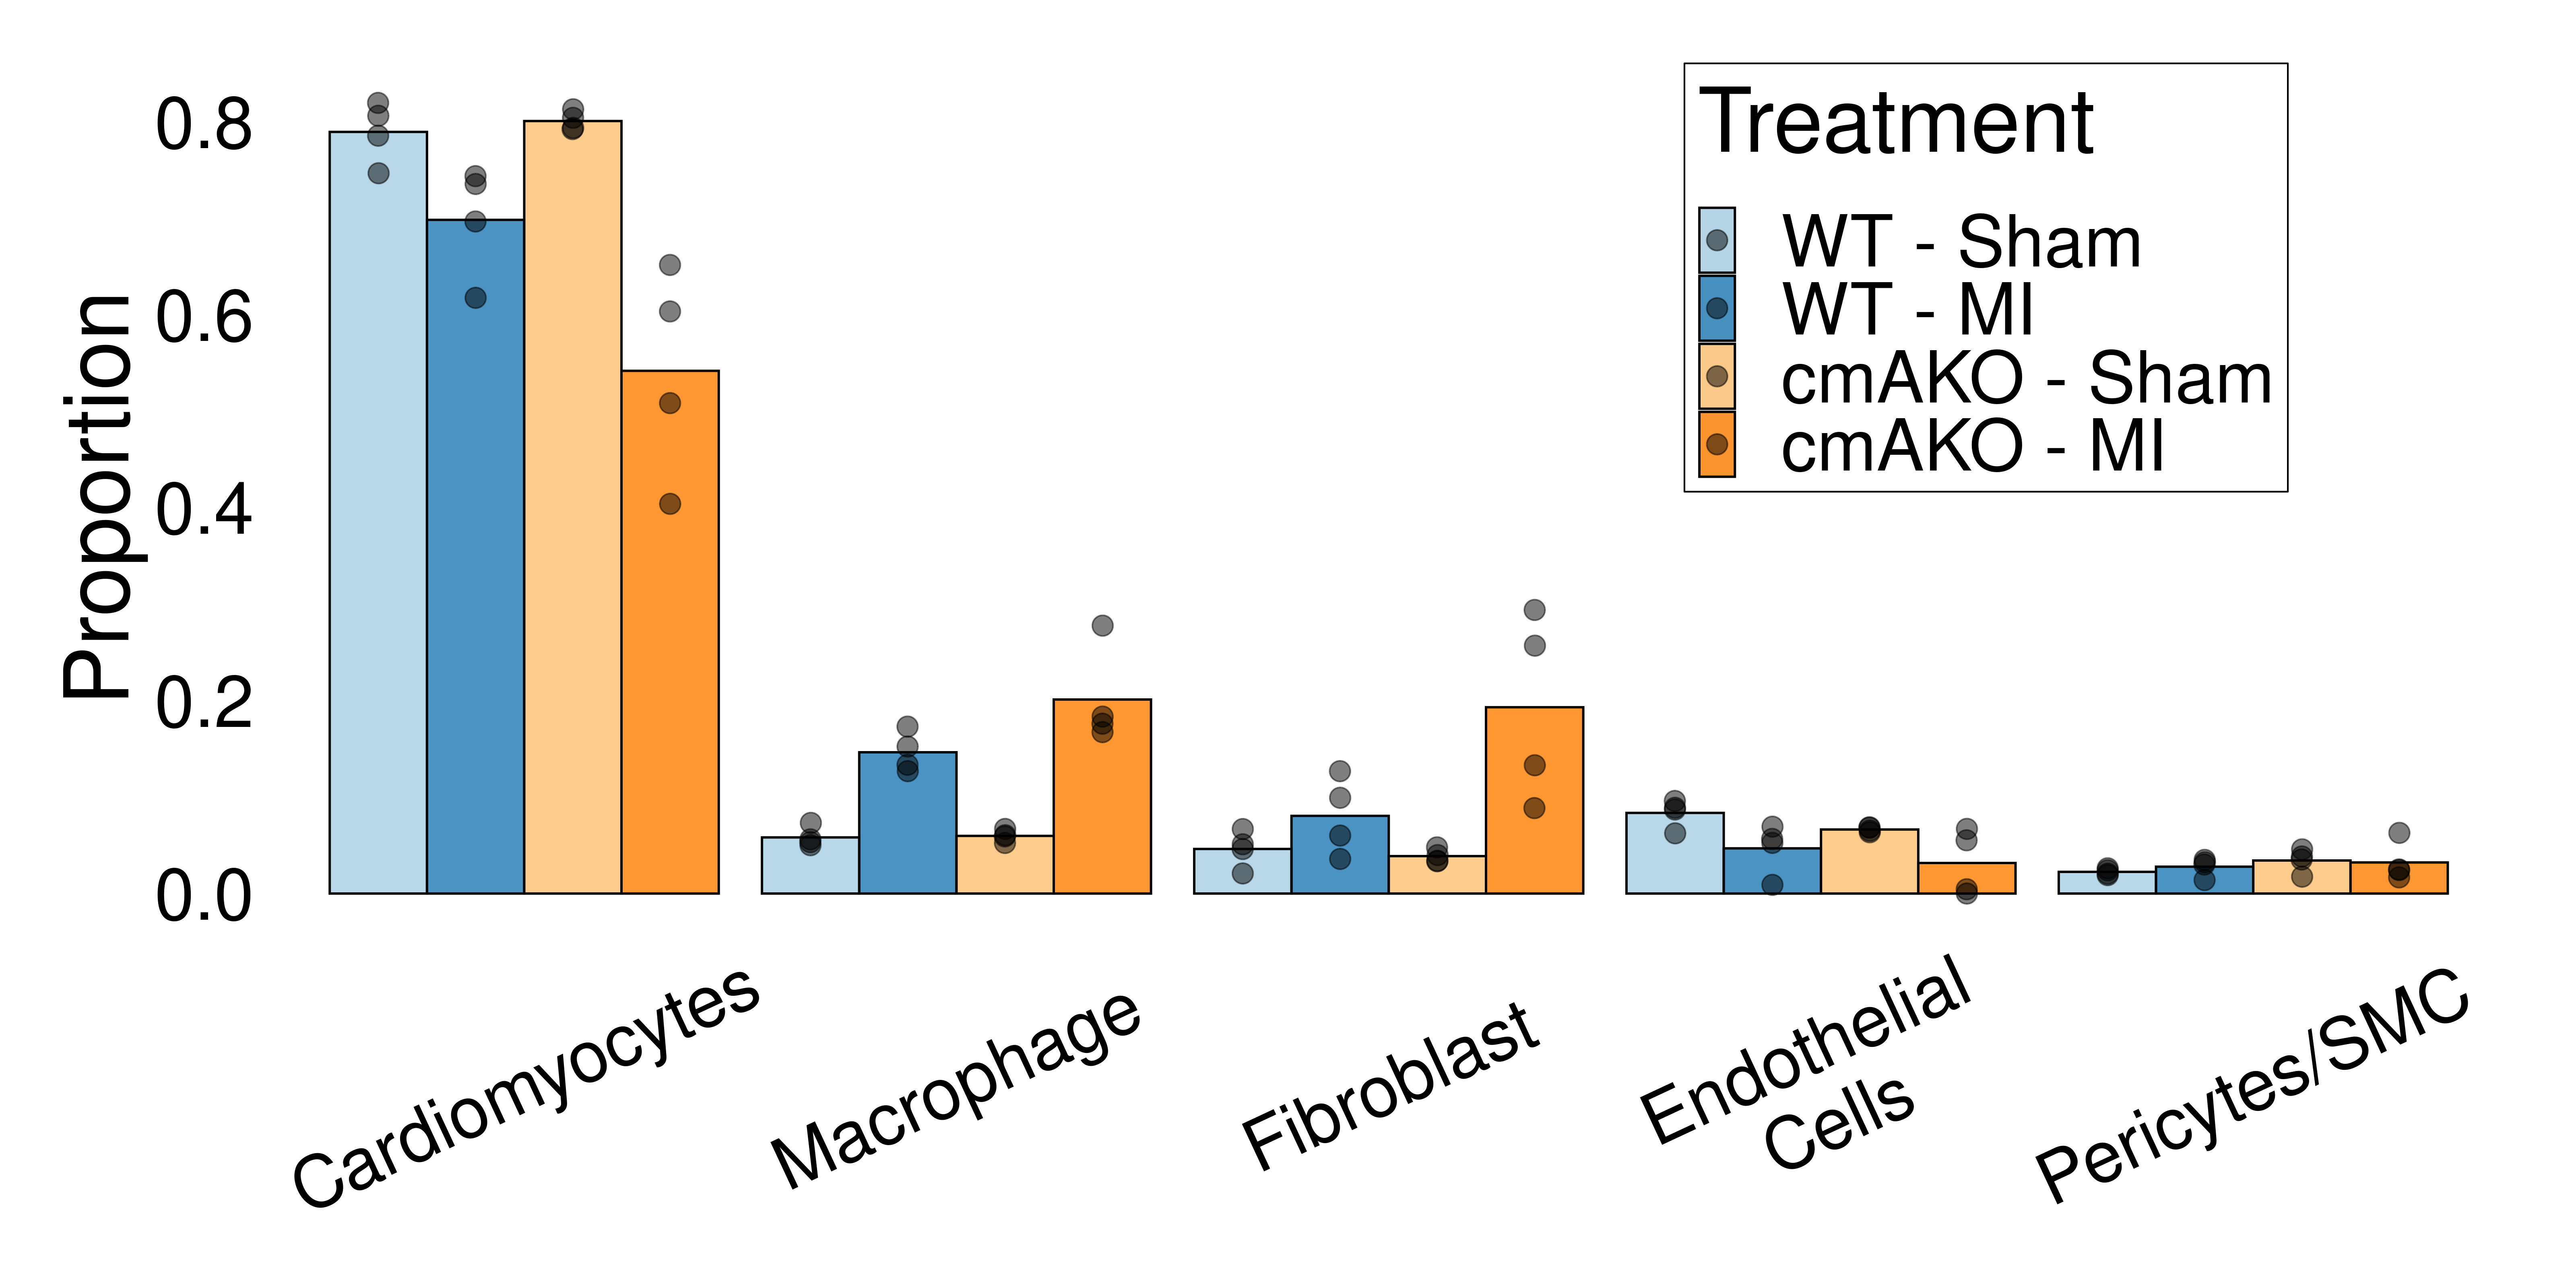 Treatment
WT - Sham
WT - MI
cmAKO - Sham
cmAKO - MI
Proportion
0.8
0.6
0.4
0.2
0.0
Cardiomyocytes
Macrophage
Fibroblast
Endothelial
Cells
Pericytes/SMC